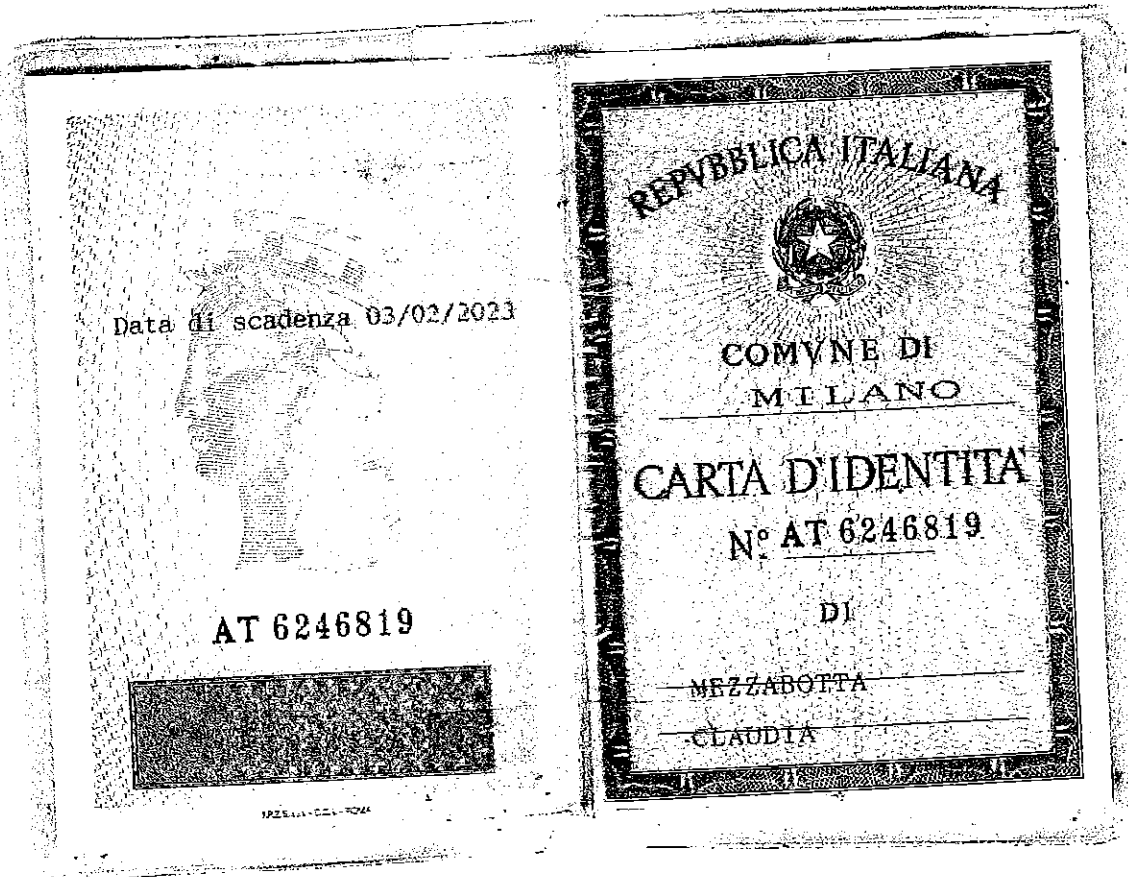 Data di scadenza 03/02/2023
AT 6246819
REPVBBLICA ITALIANA
COMVNE DI
MILANO
CARTA D'IDENTITA'
Nº AT 6246819
DI
MEZZABOTTA
CLAUDIA